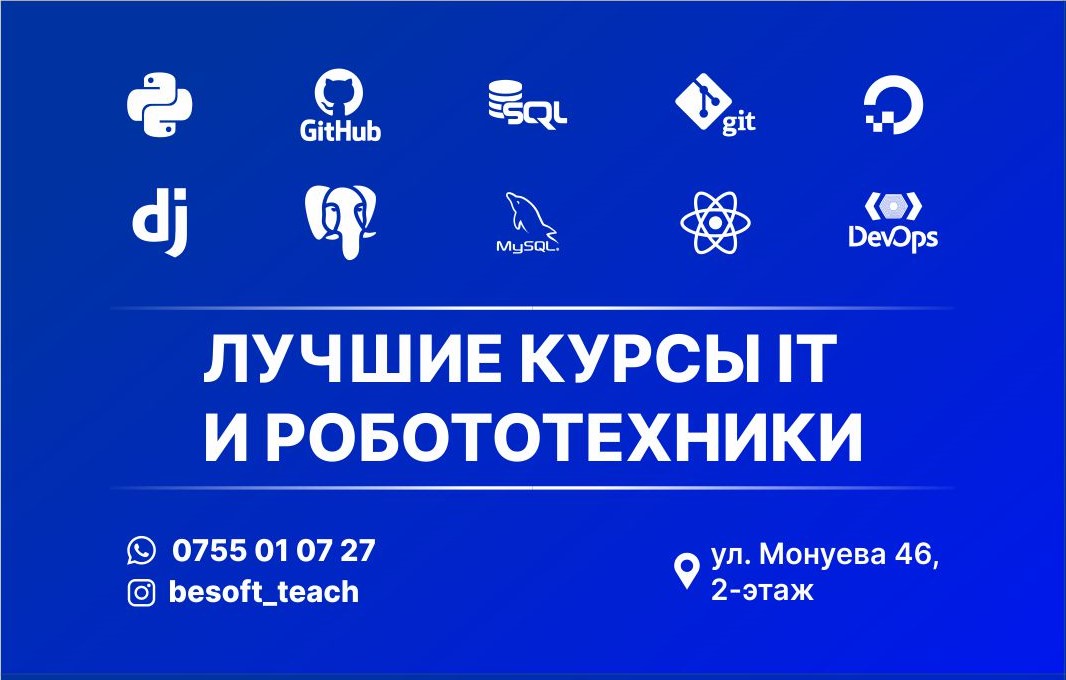 GitHub
SQL
git
dj
MySQL.
DevOps
ЛУЧШИЕ КУРСЫ IT
И РОБОТОТЕХНИКИ
0755 01 07 27
besoft_teach
ул. Монуева 46,
2-этаж